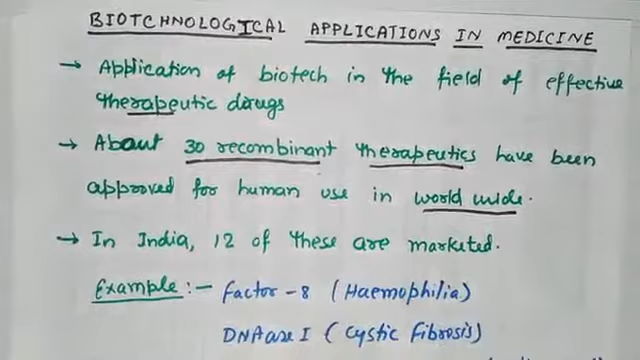 BIOTCHNOLOGICAL APPLICATIONS IN MEDICINE
→ Application of biotech in the field of effective
therapeutic drugs
→ About 30 recombinant therapeutics have been
approved for human use in world wide.
→ In India, 12 of these are marketed.
Example :- Factor -8 (Haemophilia)
DNAase I (Cystic Fibrosis)